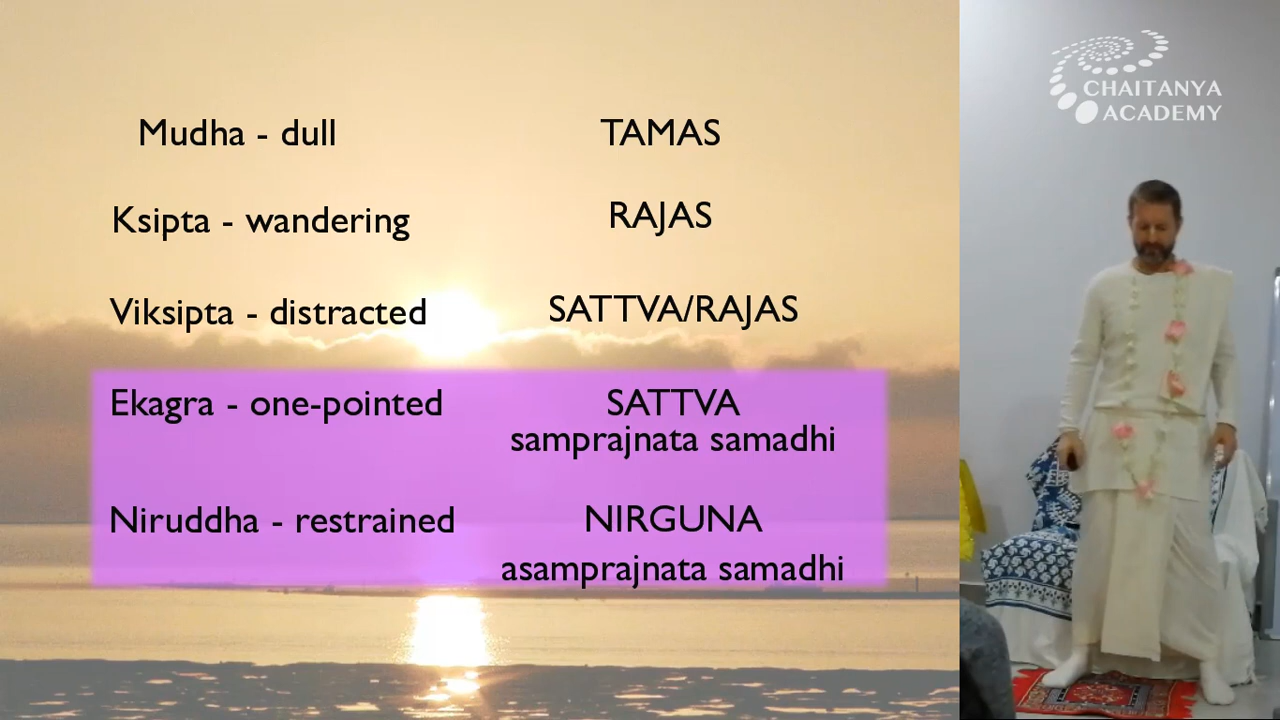 Mudha - dull TAMAS
Ksipta - wandering RAJAS
Viksipta - distracted SATTVA/RAJAS
Ekagra - one-pointed SATTVA
samprajnata samadhi
Niruddha - restrained NIRGUNA
asamprajnata samadhi
CHAITANYA
ACADEMY